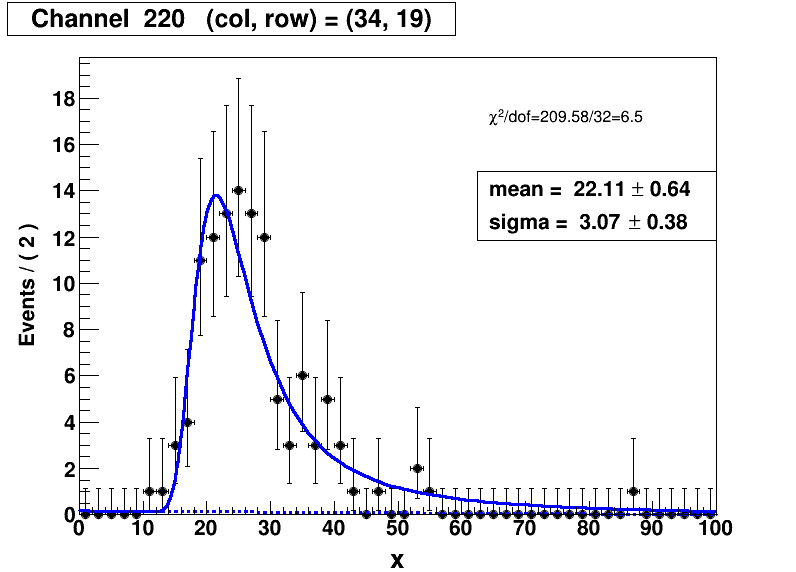 Channel 220 (col, row) = (34, 19)
χ²/dof=209.58/32=6.5
mean = 22.11 ± 0.64
sigma = 3.07 ± 0.38
Events / ( 2 )
18
16
14
12
10
8
6
4
2
0
0 10 20 30 40 50 60 70 80 90 100
x